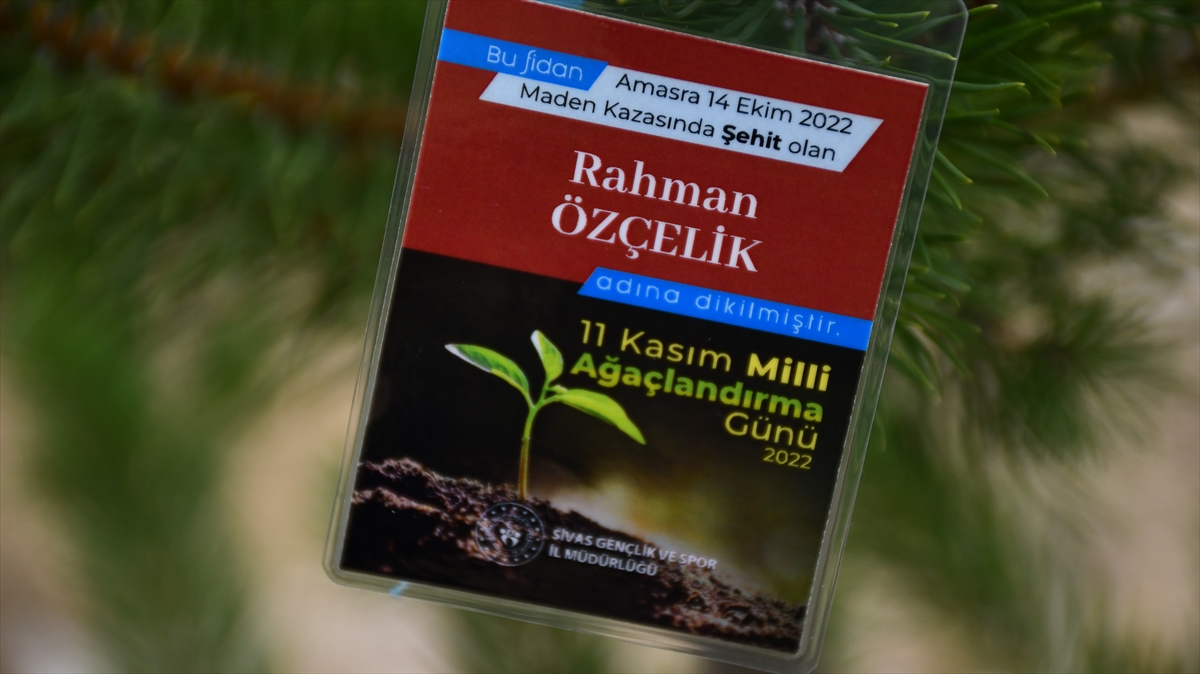 Bu fidan
Amasra 14 Ekim 2022
Maden Kazasında Şehit olan
Rahman
ÖZÇELİK
adına dikilmiştir.
11 Kasım Milli
Ağaçlandırma
Günü
2022
SİVAS GENÇLİK VE SPOR
İL MÜDÜRLÜĞÜ